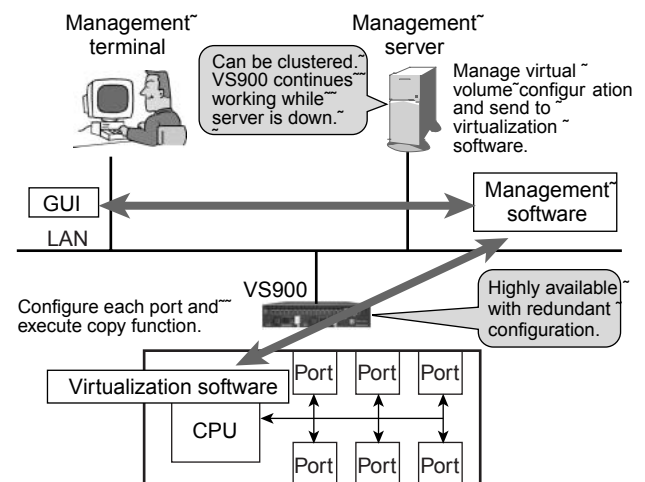 Management˜
terminal
Management˜
server
Can be clustered.˜
VS900 continues˜˜
working while˜˜
server is down.˜
˜
Manage virtual ˜
volume˜configur ation
and send to ˜
virtualization ˜
software.
GUI
Management˜
software
LAN
VS900
Configure each port and˜˜
execute copy function.
Highly available˜
with redundant ˜
configuration.
Virtualization software
CPU
Port Port Port
Port Port Port